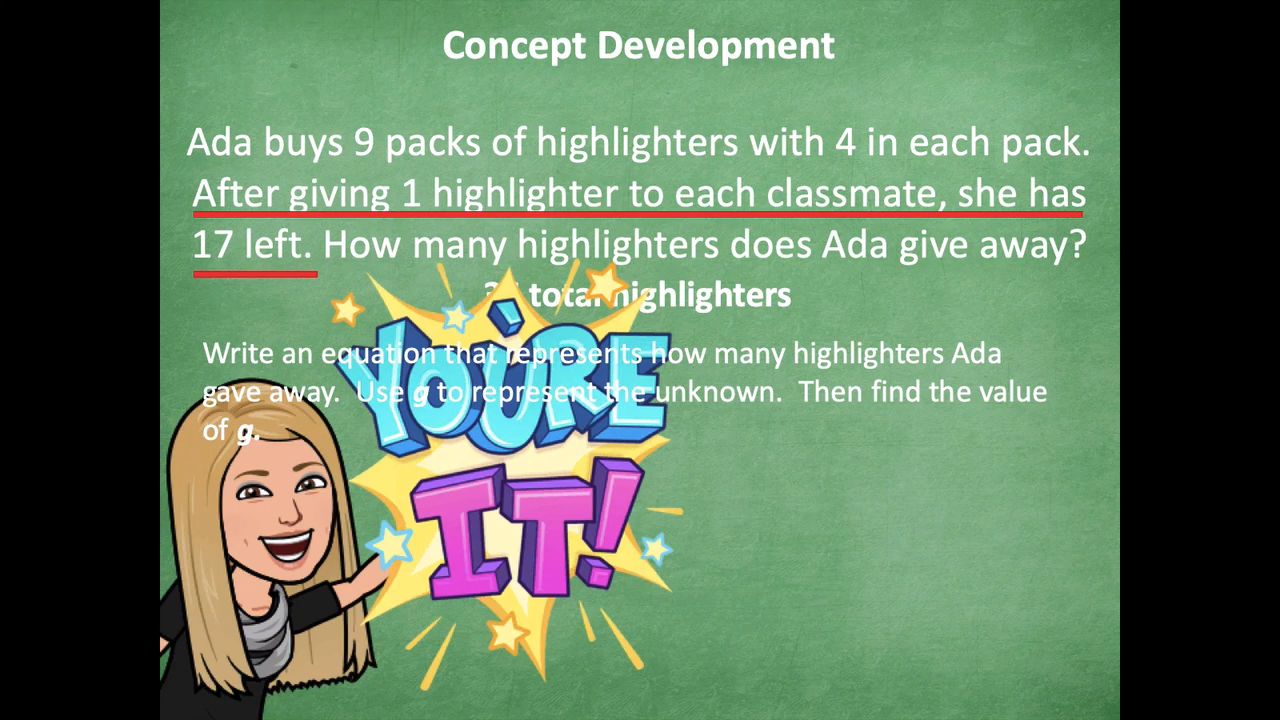 Concept Development
Ada buys 9 packs of highlighters with 4 in each pack.
After giving 1 highlighter to each classmate, she has
17 left. How many highlighters does Ada give away?
total highlighters
Write an equation that represents how many highlighters Ada
gave away. Use g to represent the unknown. Then find the value
of g.
YOU'RE
IT!